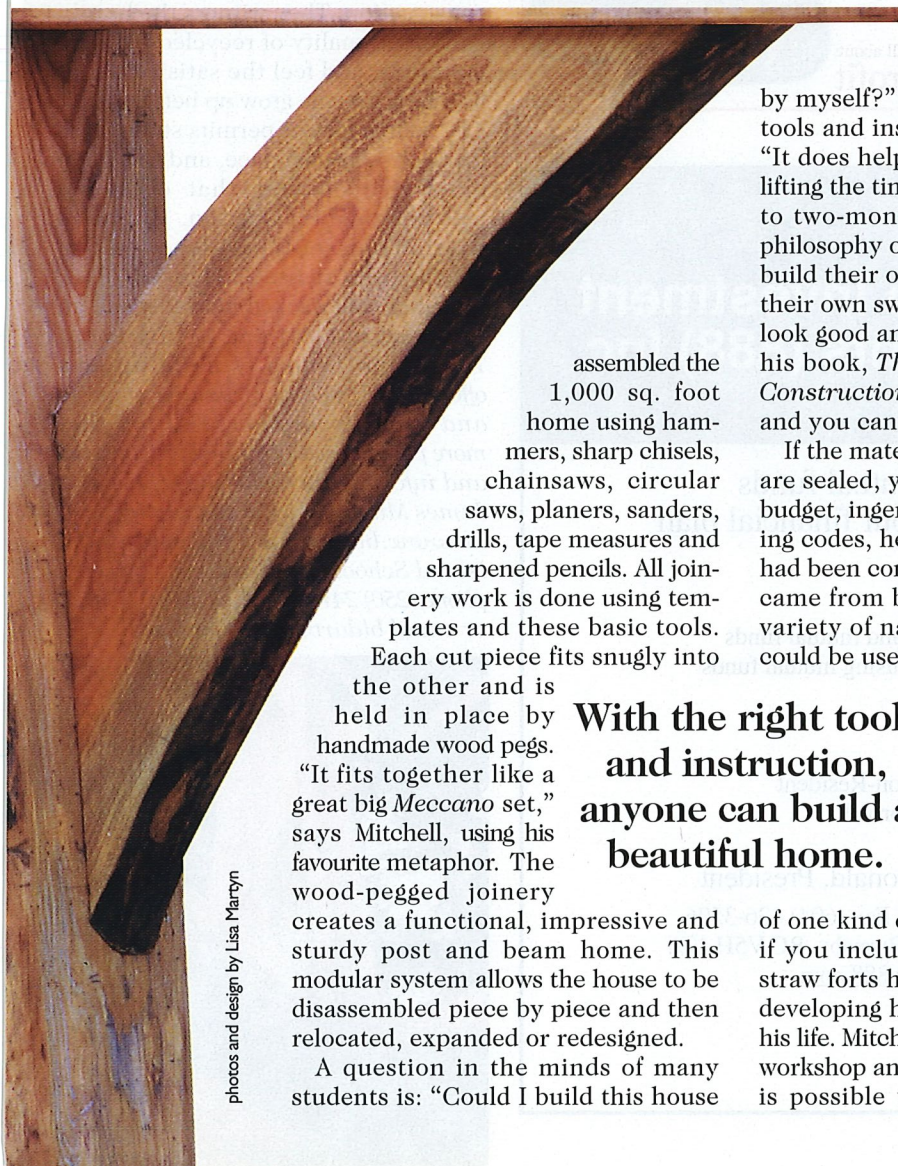 assembled the
1,000 sq. foot
home using ham-
mers, sharp chisels,
chainsaws, circular
saws, planers, sanders,
drills, tape measures and
sharpened pencils. All join-
ery work is done using tem-
plates and these basic tools.
Each cut piece fits snugly into
the other and is
held in place by
handmade wood pegs.
“It fits together like a
great big Meccano set,”
says Mitchell, using his
favourite metaphor. The
wood-pegged joinery
creates a functional, impressive and
sturdy post and beam home. This
modular system allows the house to be
disassembled piece by piece and then
relocated, expanded or redesigned.
A question in the minds of many
students is: “Could I build this house
by myself?”
tools and ins
“It does help
lifting the tin
to two-mon
philosophy o
build their o
their own sw
look good an
his book, Th
Construction
and you can
If the mate
are sealed, y
budget, inger
ing codes, ho
had been con
came from b
variety of na
could be use
With the right tool
and instruction,
anyone can build a
beautiful home.
of one kind o
if you inclu
straw forts h
developing h
his life. Mitch
workshop an
is possible
photos and design by Lisa Martyn